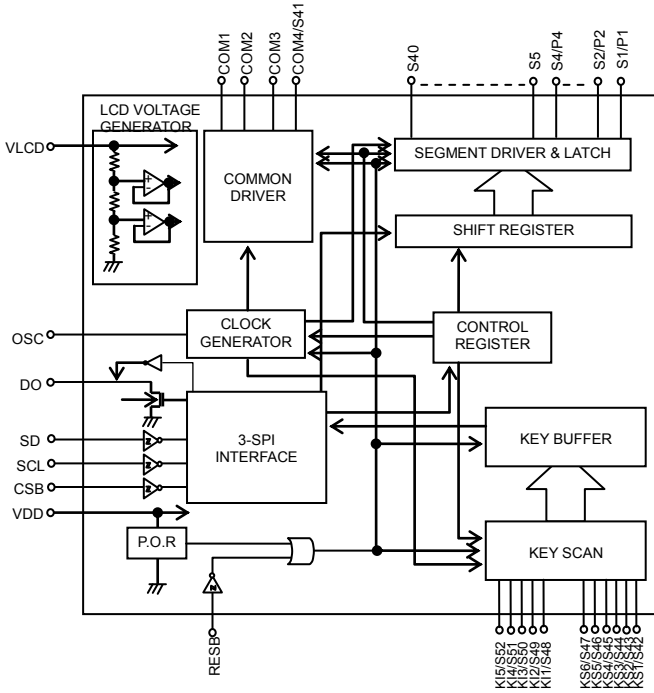 COM1
COM2
COM3
COM4/S41
S40
S5
S4/P4
S2/P2
S1/P1
LCD VOLTAGE
GENERATOR
VLCD
COMMON
DRIVER
SEGMENT DRIVER & LATCH
SHIFT REGISTER
OSC
CLOCK
GENERATOR
CONTROL
REGISTER
DO
SD
SCL
CSB
3-SPI
INTERFACE
KEY BUFFER
VDD
P.O.R
KEY SCAN
RESB
KI5/S52
KI4/S51
KI3/S50
KI2/S49
KI1/S48
KS6/S47
KS5/S46
KS4/S45
KS3/S44
KS2/S43
KS1/S42